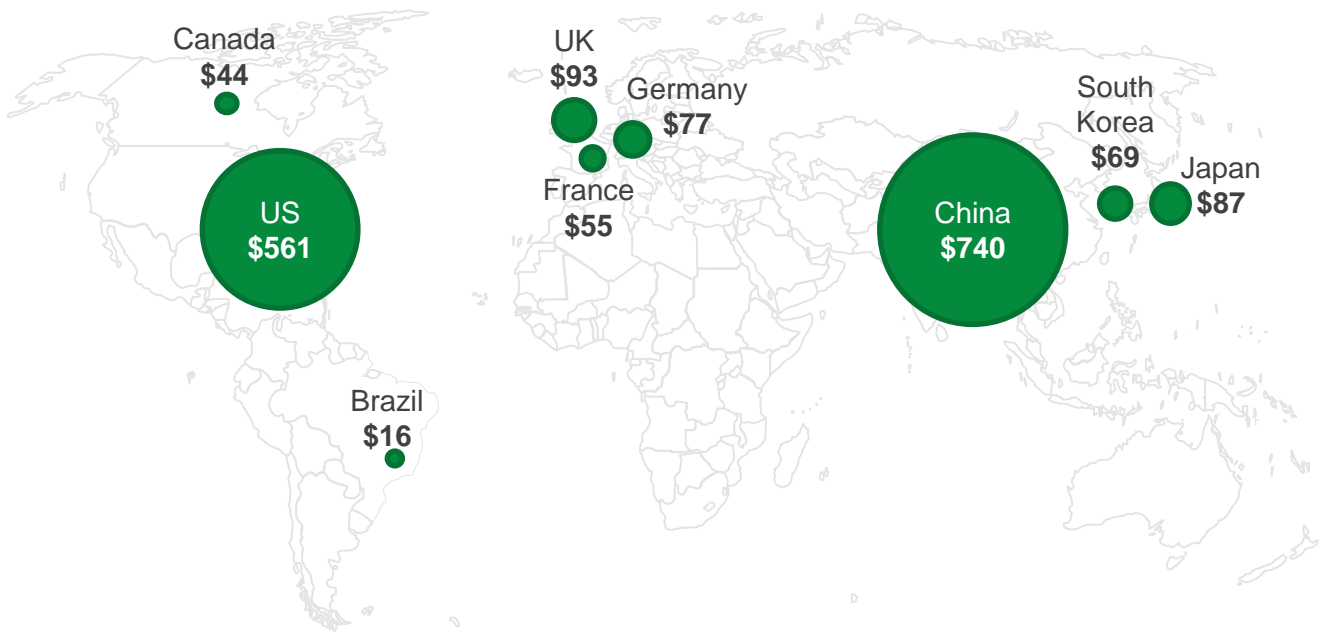 Canada
$44
UK
$93
Germany
$77
South
Korea
$69
Japan
$87
France
$55
US
$561
China
$740
Brazil
$16